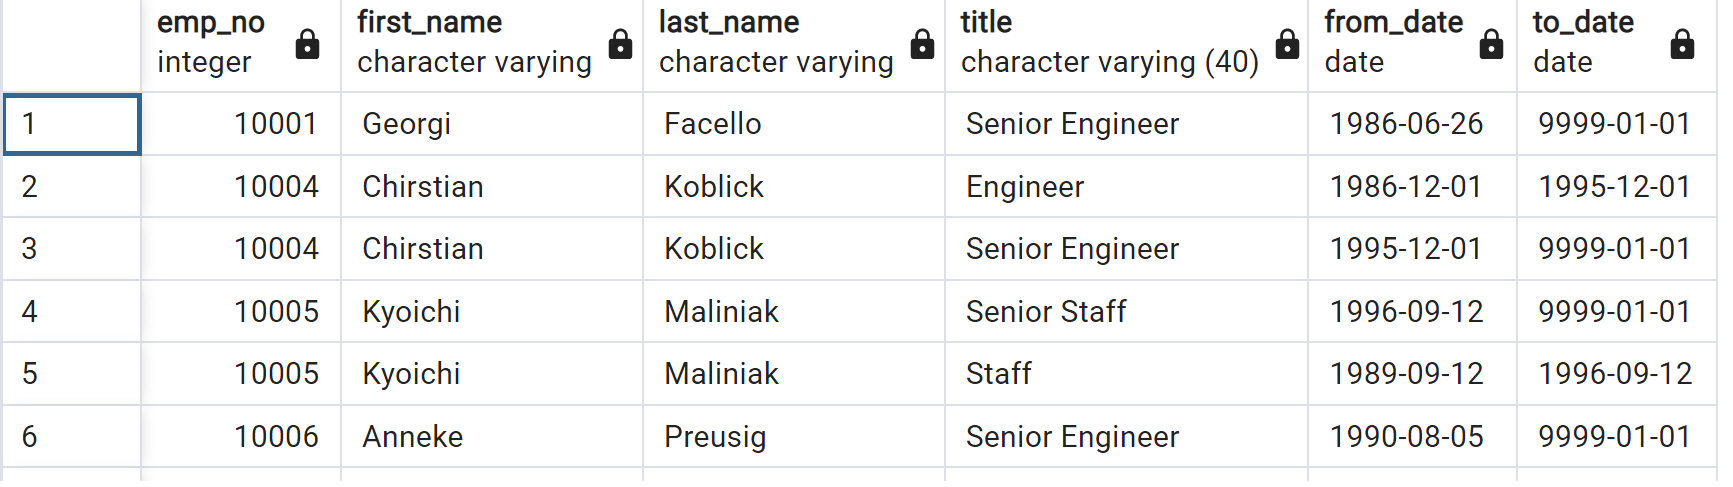 emp_no first_name last_name title from_date to_date
integer character varying character varying character varying (40) date date
1 10001 Georgi Facello Senior Engineer 1986-06-26 9999-01-01
2 10004 Chirstian Koblick Engineer 1986-12-01 1995-12-01
3 10004 Chirstian Koblick Senior Engineer 1995-12-01 9999-01-01
4 10005 Kyoichi Maliniak Senior Staff 1996-09-12 9999-01-01
5 10005 Kyoichi Maliniak Staff 1989-09-12 1996-09-12
6 10006 Anneke Preusig Senior Engineer 1990-08-05 9999-01-01